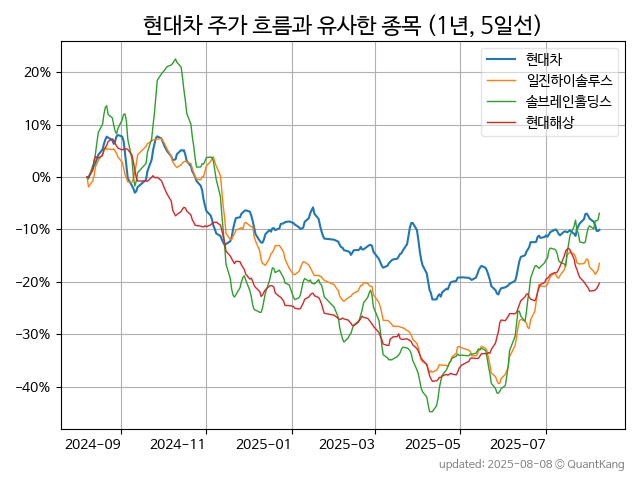 현대차 주가 흐름과 유사한 종목 (1년, 5일선)
현대차
일진하이솔루스
솔브레인홀딩스
현대해상
20%
10%
0%
−10%
−20%
−30%
−40%
2024-09 2024-11 2025-01 2025-03 2025-05 2025-07
updated: 2025-08-08 © QuantKang